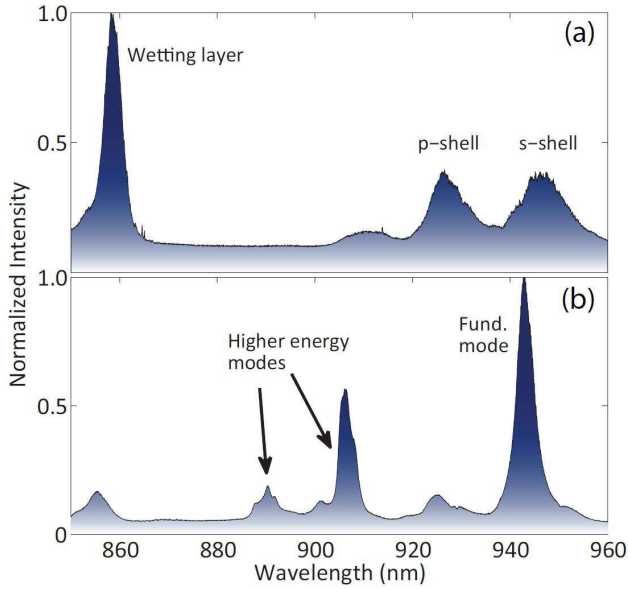 1.0
(a)
Wetting layer
p-shell
s-shell
0.5
Normalized Intensity
1.0
(b)
Higher energy
modes
Fund.
mode
0.5
0
860
880
900
920
940
960
Wavelength (nm)